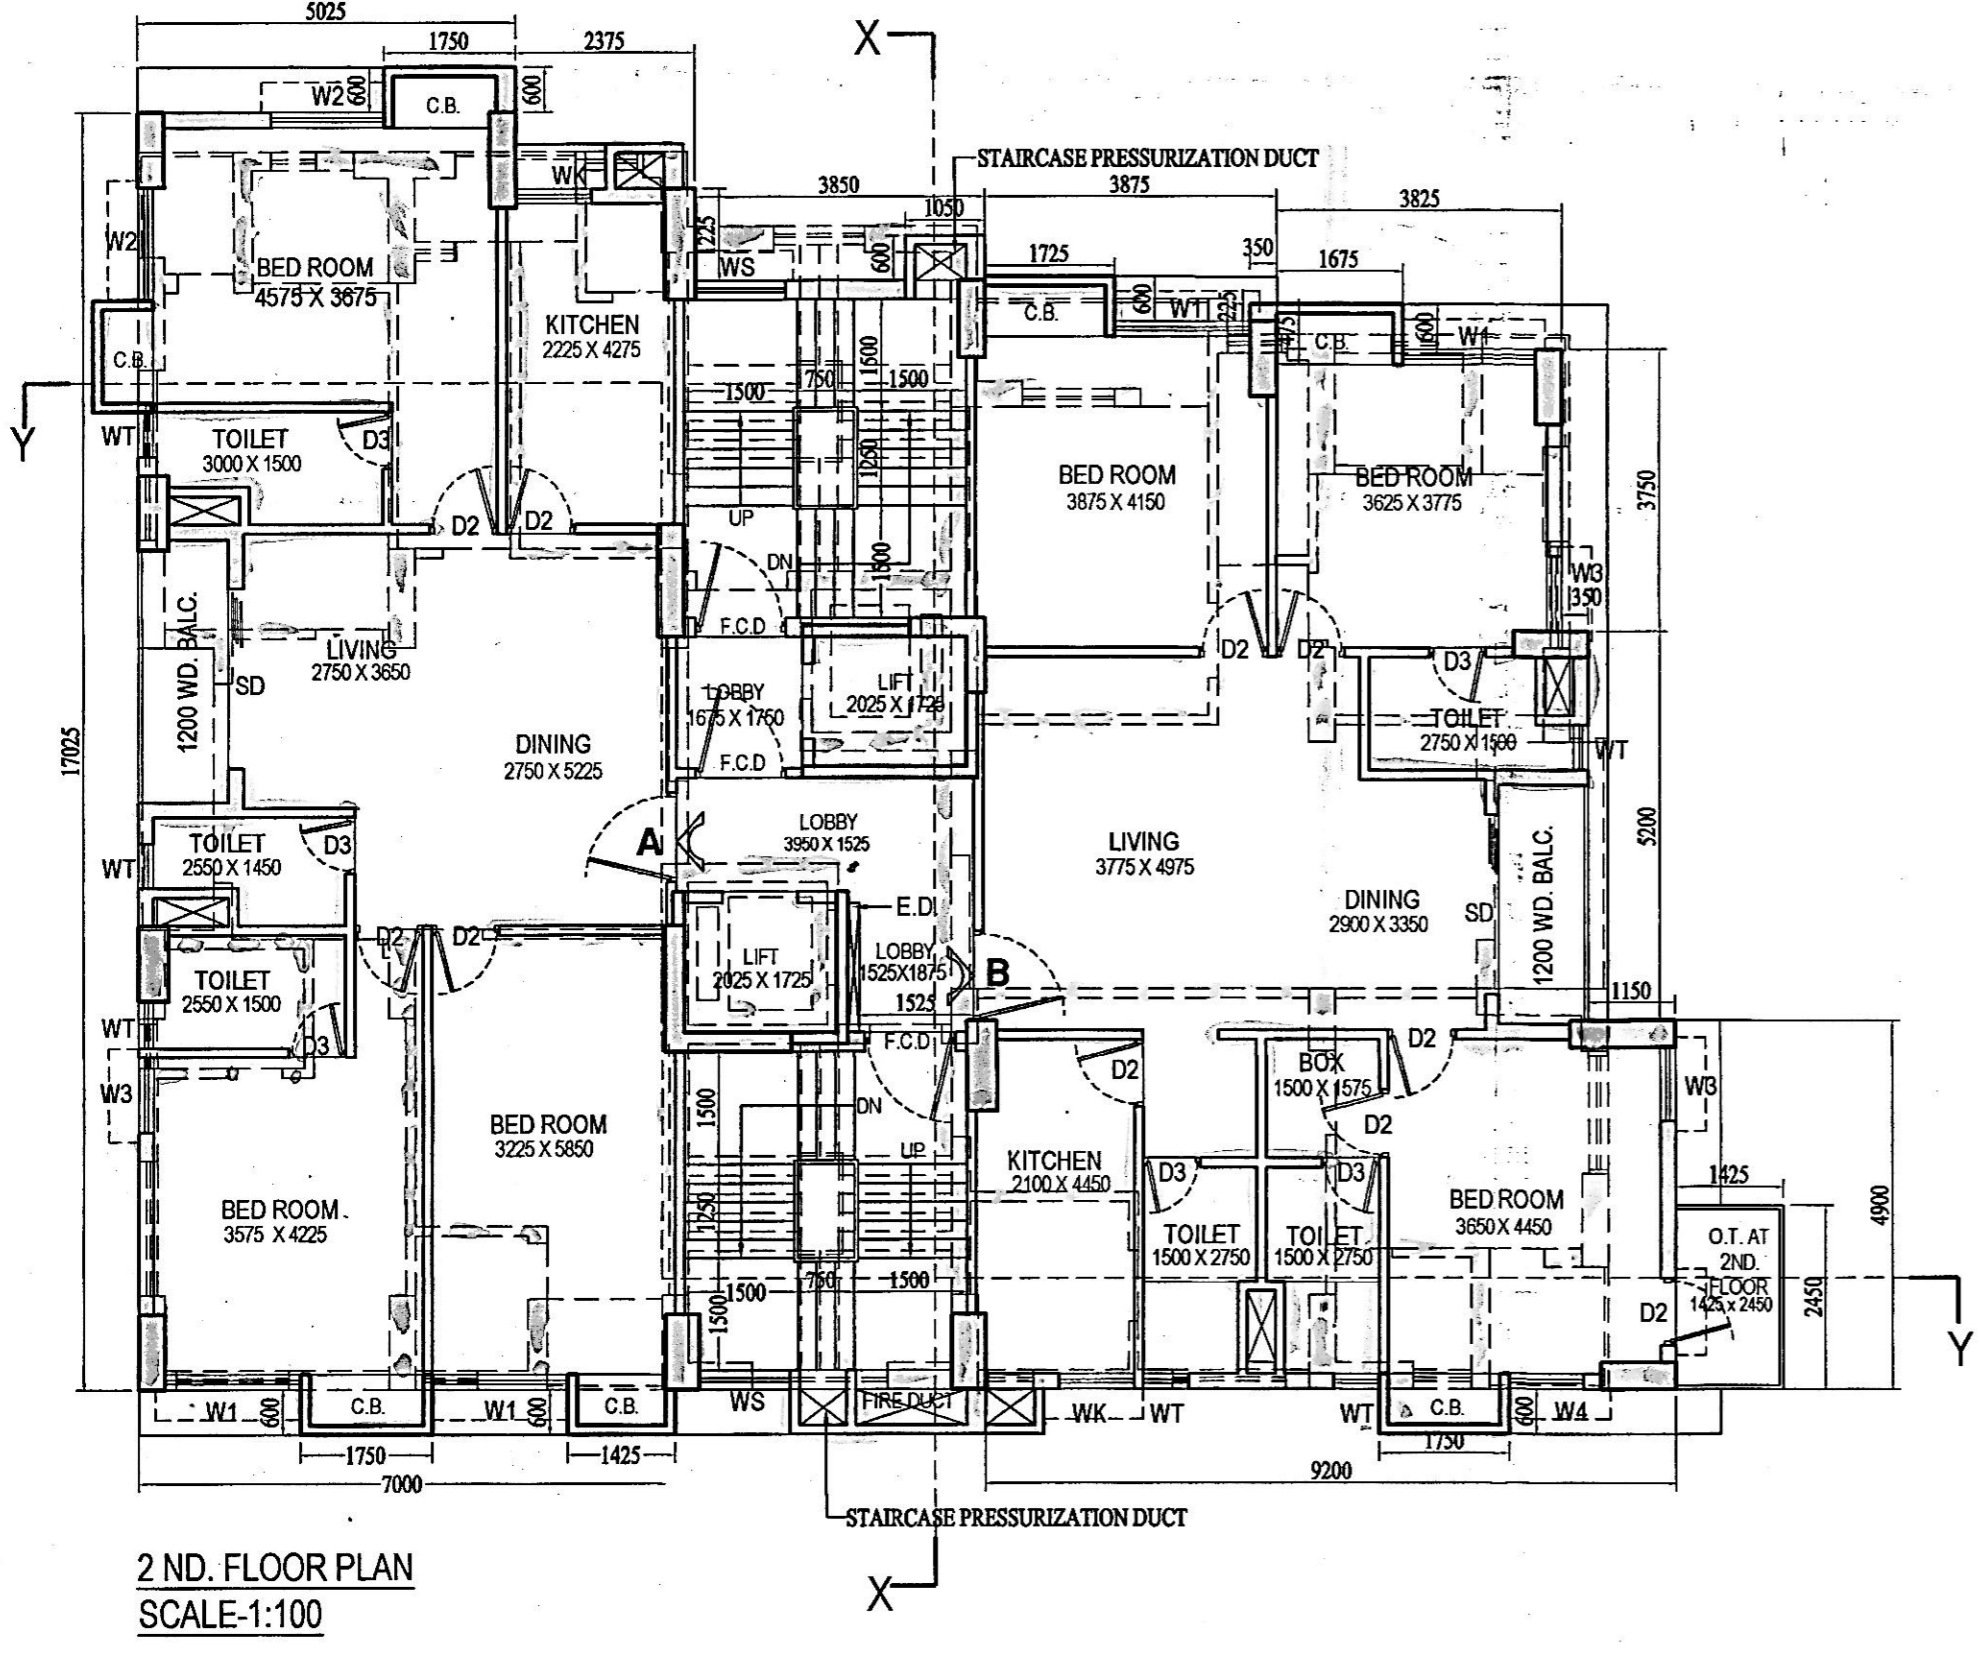 5025
1750
2375
X
W2
600
C.B.
600
STAIRCASE PRESSURIZATION DUCT
WK
3850
3875
3825
1050
1225
W2
BED ROOM
4575 X 3675
WS
600
1725
350
1675
KITCHEN
2225 X 4275
C.B.
600
W1
225
C.B.
600
W1
C.B.
1500
1500
750
1500
Y
WT
TOILET
3000 X 1500
D3
1250
BED ROOM
3875 X 4150
BED ROOM
3625 X 3775
3750
D2
D2
UP
DN
1500
W3
350
F.C.D
1200 WD. BALC.
LIVING
2750 X 3650
SD
LOBBY
1675 X 1760
LIFT
2025 X 1725
D2
D2
D3
TOILET
2750 X 1500
WT
17025
DINING
2750 X 5225
F.C.D
TOILET
2550 X 1450
D3
WT
A
LOBBY
3950 X 1525
LIVING
3775 X 4975
5200
1200 WD. BALC.
DINING
2900 X 3350
SD
E.D
D2
D2
LIFT
2025 X 1725
LOBBY
1525X1875
B
TOILET
2550 X 1500
1525
1150
WT
D3
F.C.D
D2
D2
BOX
1500 X 1575
W3
W3
1500
DN
D2
BED ROOM
3225 X 5850
UP
KITCHEN
2100 X 4450
D3
D3
1425
4900
BED ROOM
3575 X 4225
1250
BED ROOM
3650 X 4450
TOILET
1500 X 2750
TOILET
1500 X 2750
O.T. AT
2ND.
FLOOR
1425 x 2450
2450
750
1500
1500
1500
D2
Y
W1
600
C.B.
W1
600
C.B.
WS
FIRE DUCT
WK
WT
WT
C.B.
600
W4
1750
1425
1750
7000
9200
STAIRCASE PRESSURIZATION DUCT
2 ND. FLOOR PLAN
SCALE-1:100
X